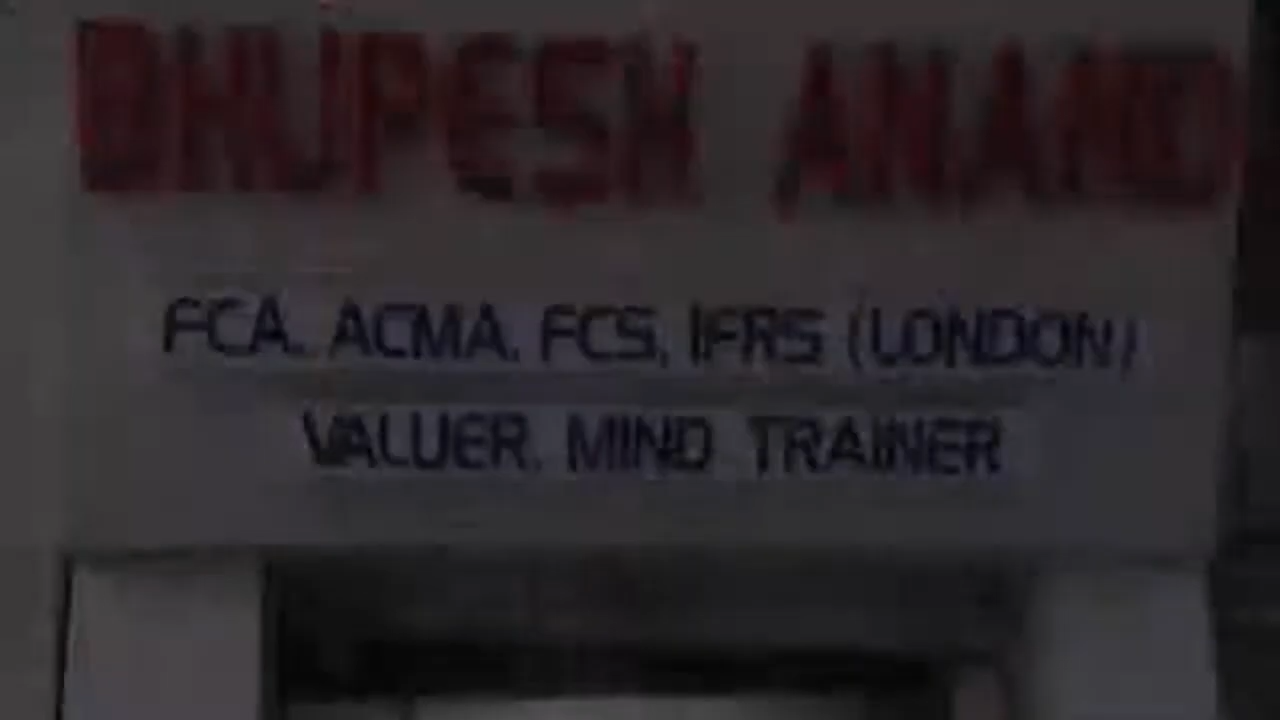 BHUPESH ANAND
FCA, ACMA, FCS, IFRS (LONDON)
VALUER, MIND TRAINER